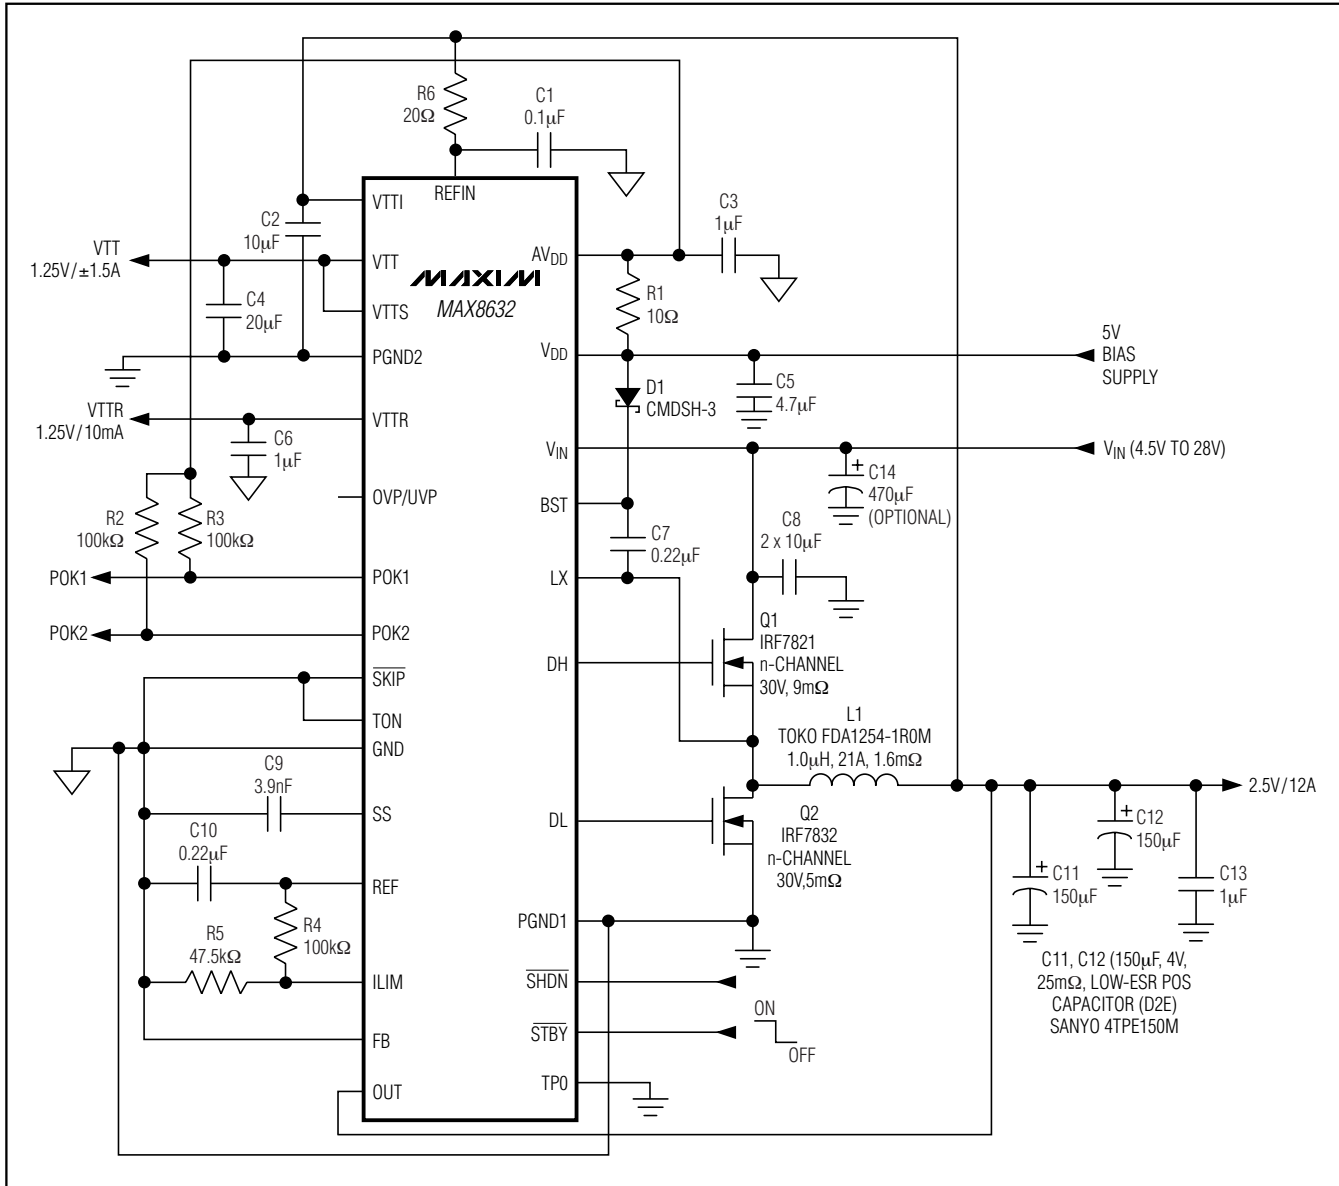 R6
20Ω
C1
0.1µF
REFIN
VTTI
C2
10µF
C3
1µF
VTT
1.25V/±1.5A
VTT
AVDD
MAXIM
MAX8632
C4
20µF
VTTS
R1
10Ω
PGND2
VDD
5V
BIAS
SUPPLY
C5
4.7µF
D1
CMDSH-3
VTTR
1.25V/10mA
VTTR
C6
1µF
VIN
VIN (4.5V TO 28V)
+
C14
470µF
(OPTIONAL)
OVP/UVP
BST
R2
100kΩ
R3
100kΩ
C7
0.22µF
C8
2 x 10µF
POK1
POK1
LX
POK2
POK2
Q1
IRF7821
n-CHANNEL
30V, 9mΩ
DH
SKIP
TON
GND
L1
TOKO FDA1254-1R0M
1.0µH, 21A, 1.6mΩ
2.5V/12A
C9
3.9nF
SS
DL
Q2
IRF7832
n-CHANNEL
30V,5mΩ
+
C12
150µF
C10
0.22µF
REF
+
C11
150µF
C13
1µF
R4
100kΩ
R5
47.5kΩ
PGND1
ILIM
SHDN
C11, C12 (150µF, 4V,
25mΩ, LOW-ESR POS
CAPACITOR (D2E)
SANYO 4TPE150M
FB
STBY
ON
OFF
OUT
TP0